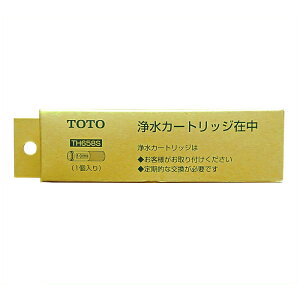 TOTO
TH658S
(1個入り)
浄水カートリッジ在中
浄水カートリッジは
●お客様がお取り付けください
●定期的な交換が必要です